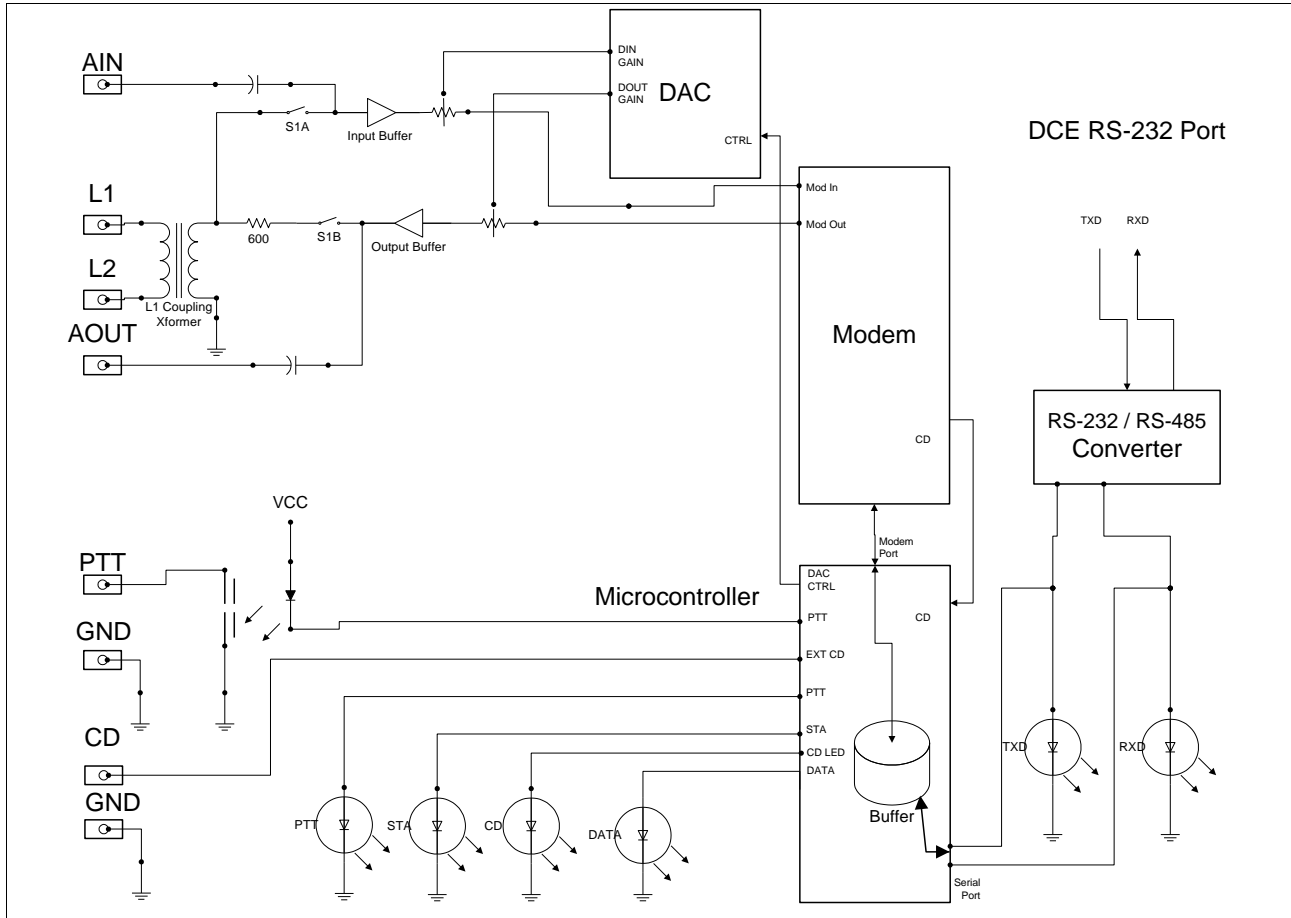 AIN
L1
L2
L1 Coupling
Xformer
AOUT
S1A
Input Buffer
600
S1B
Output Buffer
DIN
GAIN
DOUT
GAIN
DAC
CTRL
DCE RS-232 Port
Mod In
Mod Out
Modem
CD
TXD
RXD
RS-232 / RS-485
Converter
VCC
PTT
GND
CD
GND
Modem
Port
Microcontroller
DAC
CTRL
CD
PTT
EXT CD
PTT
STA
CD LED
DATA
Buffer
Serial
Port
PTT
STA
CD
DATA
TXD
RXD